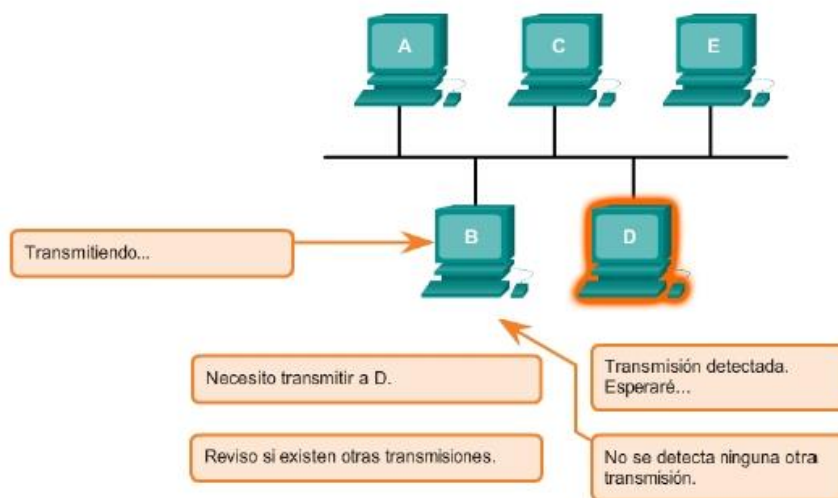 A
C
E
B
D
Transmitiendo...
Necesito transmitir a D.
Transmisión detectada.
Esperaré...
Reviso si existen otras transmisiones.
No se detecta ninguna otra
transmisión.